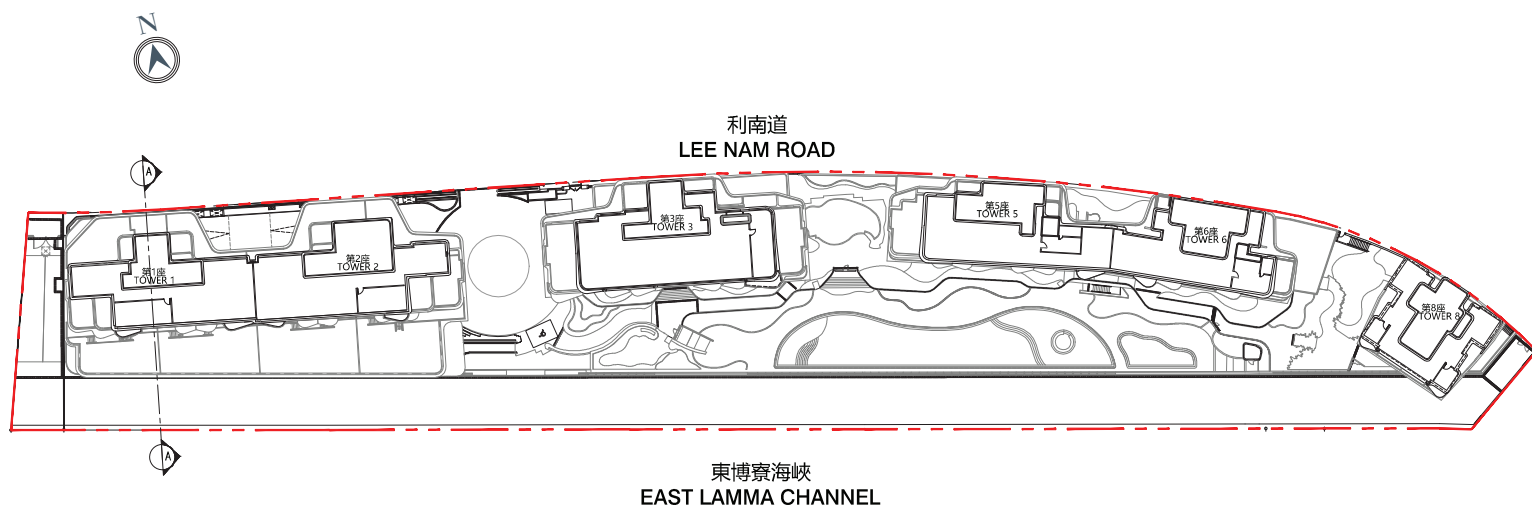 N
利南道
LEE NAM ROAD
A
第1座
TOWER 1
第2座
TOWER 2
第3座
TOWER 3
第5座
TOWER 5
第6座
TOWER 6
第8座
TOWER 8
A
東博寮海峽
EAST LAMMA CHANNEL